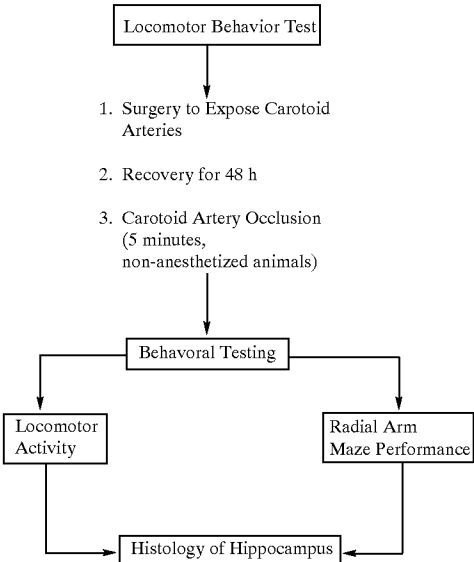 Locomotor Behavior Test
1. Surgery to Expose Carotoid
Arteries
2. Recovery for 48 h
3. Carotoid Artery Occlusion
(5 minutes,
non-anesthetized animals)
Behavoral Testing
Locomotor
Activity
Radial Arm
Maze Performance
Histology of Hippocampus